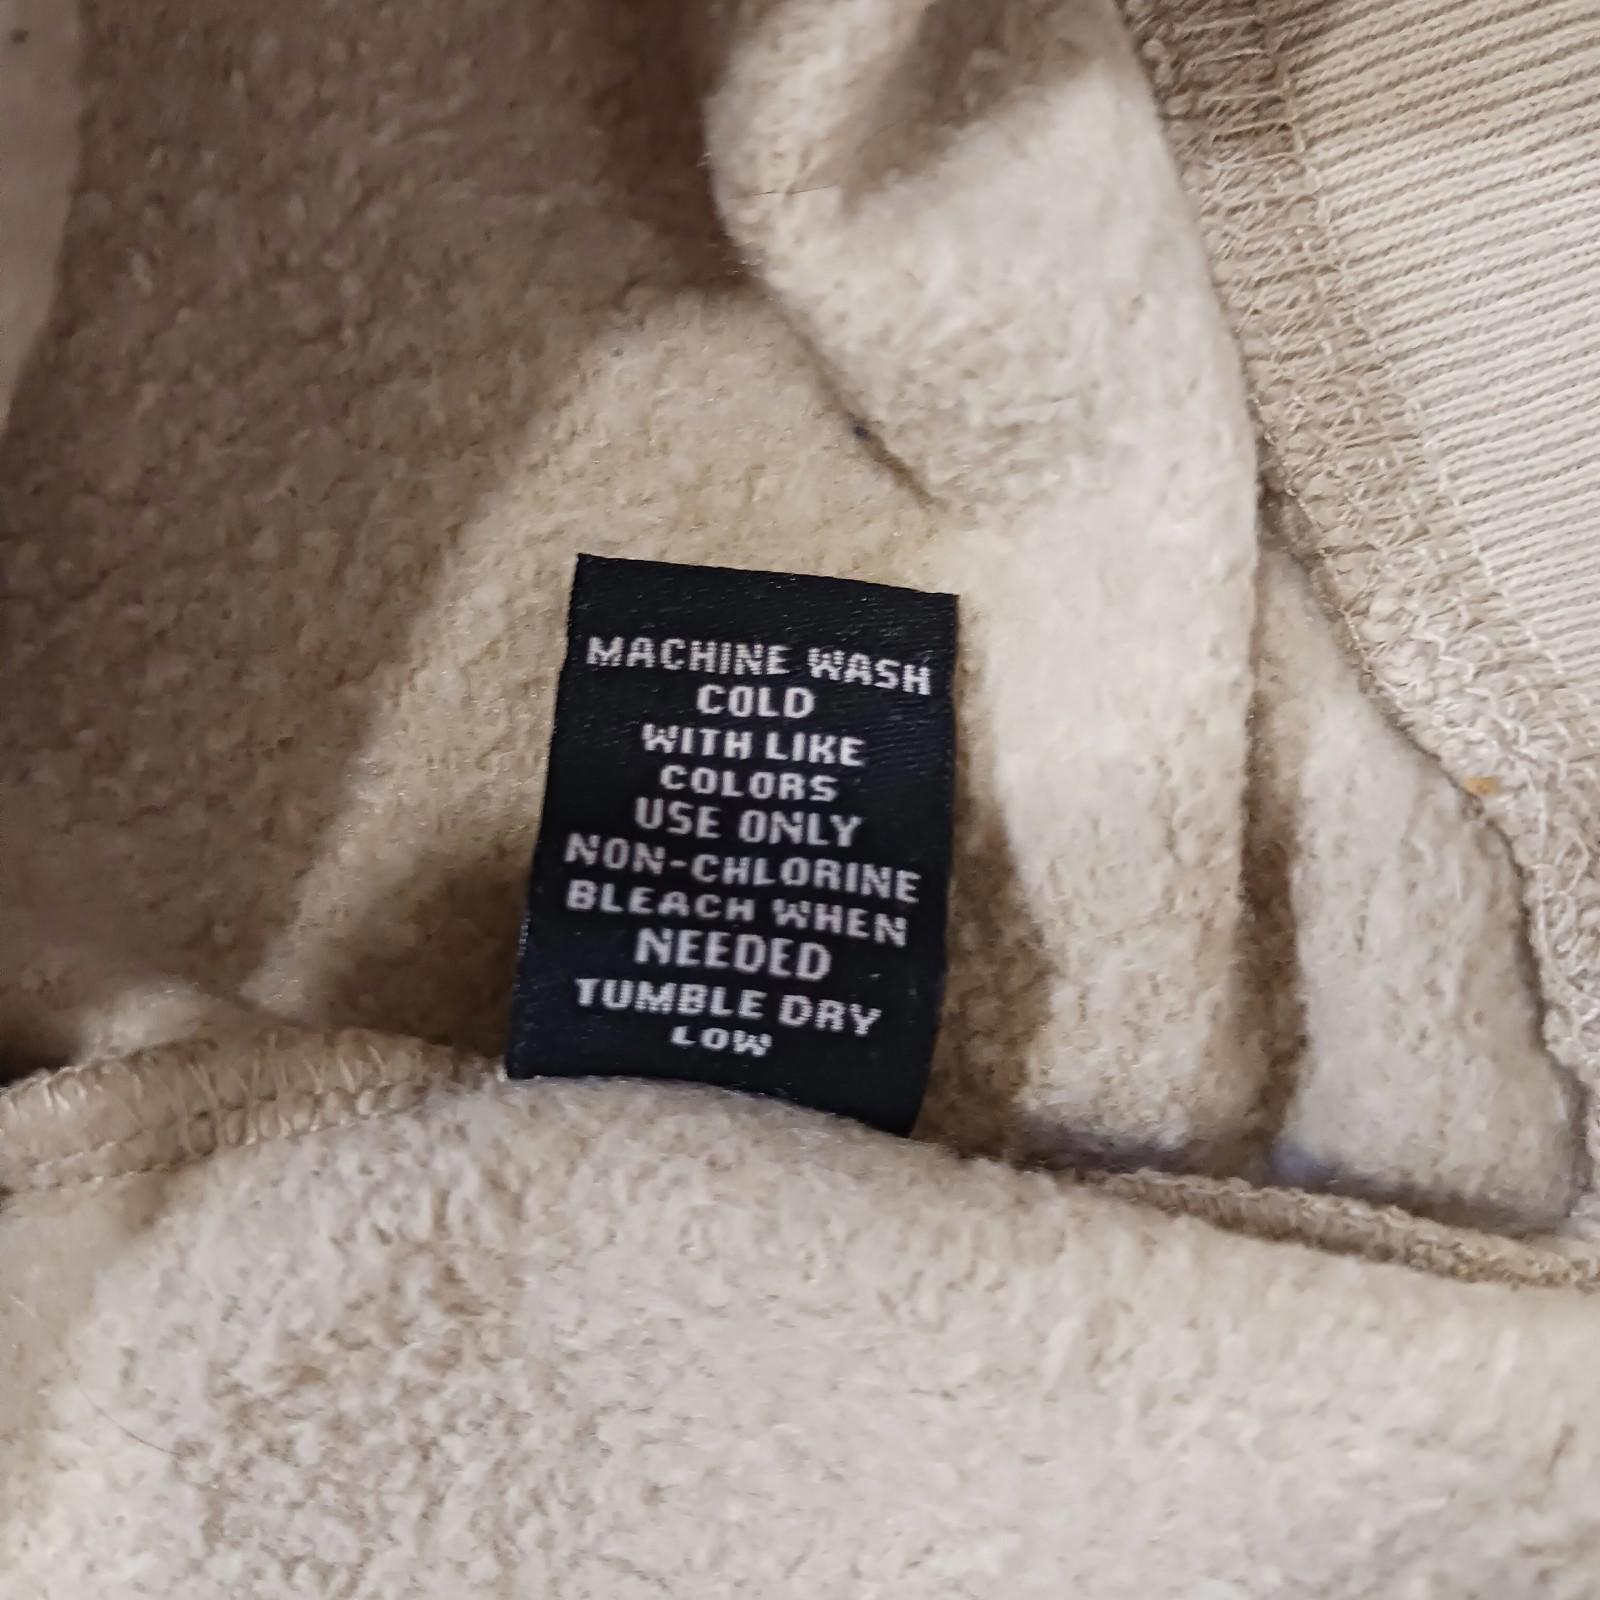 MACHINE WASH
COLD
WITH LIKE
COLORS
USE ONLY
NON-CHLORINE
BLEACH WHEN
NEEDED
TUMBLE DRY
LOW